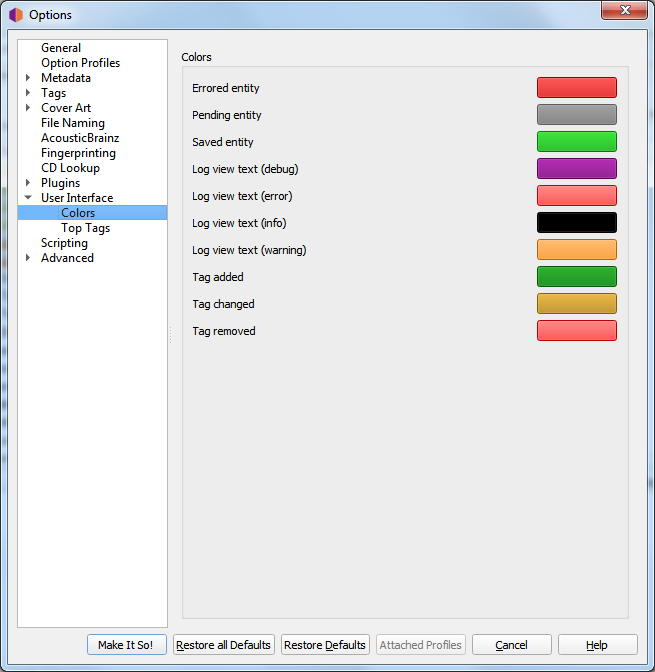 Options
General
Option Profiles
Metadata
Tags
Cover Art
File Naming
AcousticBrainz
Fingerprinting
CD Lookup
Plugins
User Interface
Colors
Top Tags
Scripting
Advanced
Colors
Errored entity
Pending entity
Saved entity
Log view text (debug)
Log view text (error)
Log view text (info)
Log view text (warning)
Tag added
Tag changed
Tag removed
Make It So!
Restore all Defaults
Restore Defaults
Attached Profiles
Cancel
Help